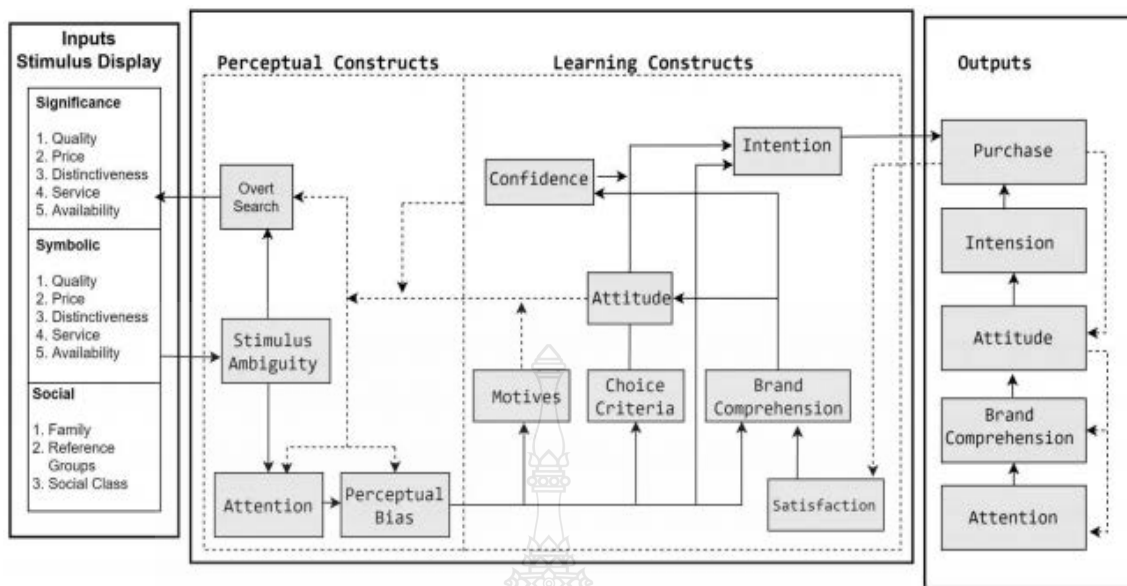 Inputs
Stimulus Display
Significance
1. Quality
2. Price
3. Distinctiveness
4. Service
5. Availability
Symbolic
1. Quality
2. Price
3. Distinctiveness
4. Service
5. Availability
Social
1. Family
2. Reference
Groups
3. Social Class
Perceptual Constructs
Overt
Search
Stimulus
Ambiguity
Attention
Perceptual
Bias
Learning Constructs
Intention
Confidence
Attitude
Motives
Choice
Criteria
Brand
Comprehension
Satisfaction
Outputs
Purchase
Intension
Attitude
Brand
Comprehension
Attention